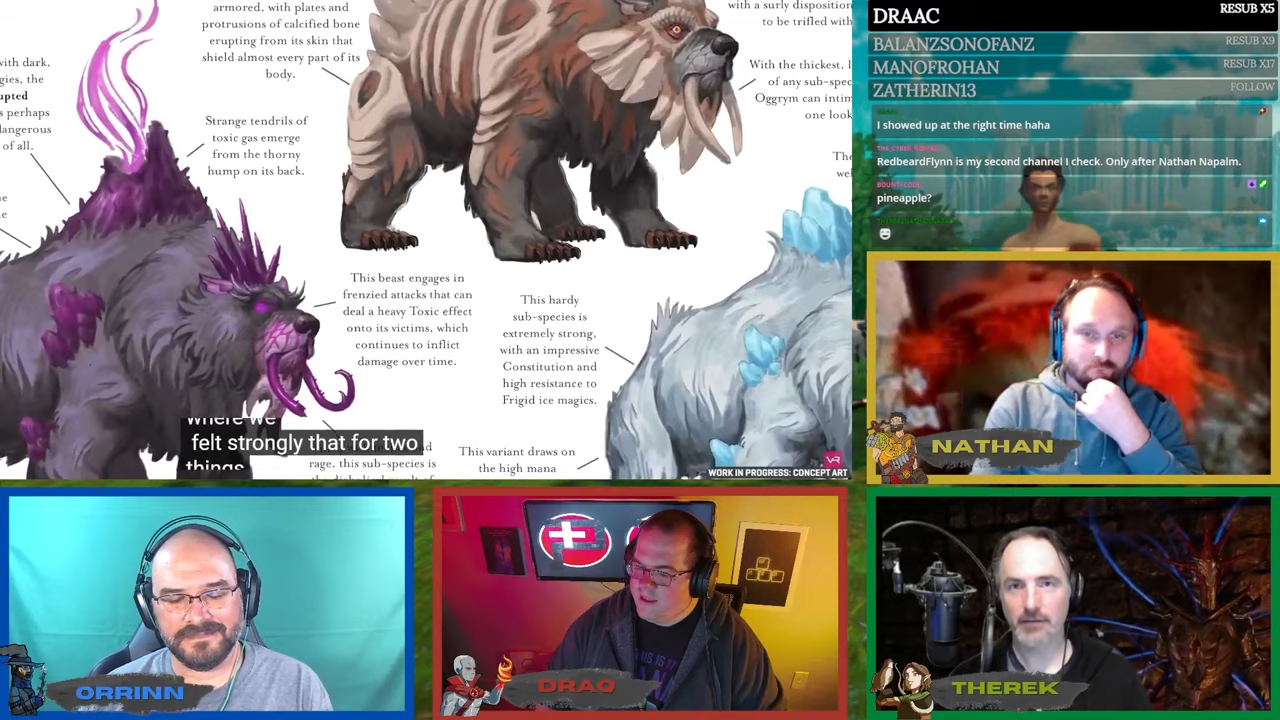 armored, with plates and
protrusions of calcified bone
erupting from its skin that
shield almost every part of its
body.
with a surly disposition
to be trifled with
With the thickest,
of any sub-spec
Oggrym can intim
one look
with dark,
gies, the
upted
s perhaps
dangerous
of all.
Strange tendrils of
toxic gas emerge
from the thorny
hump on its back.
This beast engages in
frenzied attacks that can
deal a heavy Toxic effect
onto its victims, which
continues to inflict
damage over time.
This hardy
sub-species is
extremely strong,
with an impressive
Constitution and
high resistance to
Frigid ice magics.
where we
felt strongly that for two
things
rage, this sub-species is
This variant draws on
the high mana
WORK IN PROGRESS: CONCEPT ART
DRAAC
RESUB X5
BALANZSONOFANZ
RESUB X9
MANOFROHAN
RESUB X17
ZATHERIN13
FOLLOW
I showed up at the right time haha
RedbeardFlynn is my second channel I check. Only after Nathan Napalm.
BOUNTYCODE
pineapple?
NATHAN
ORRINN
DRAQ
THEREK